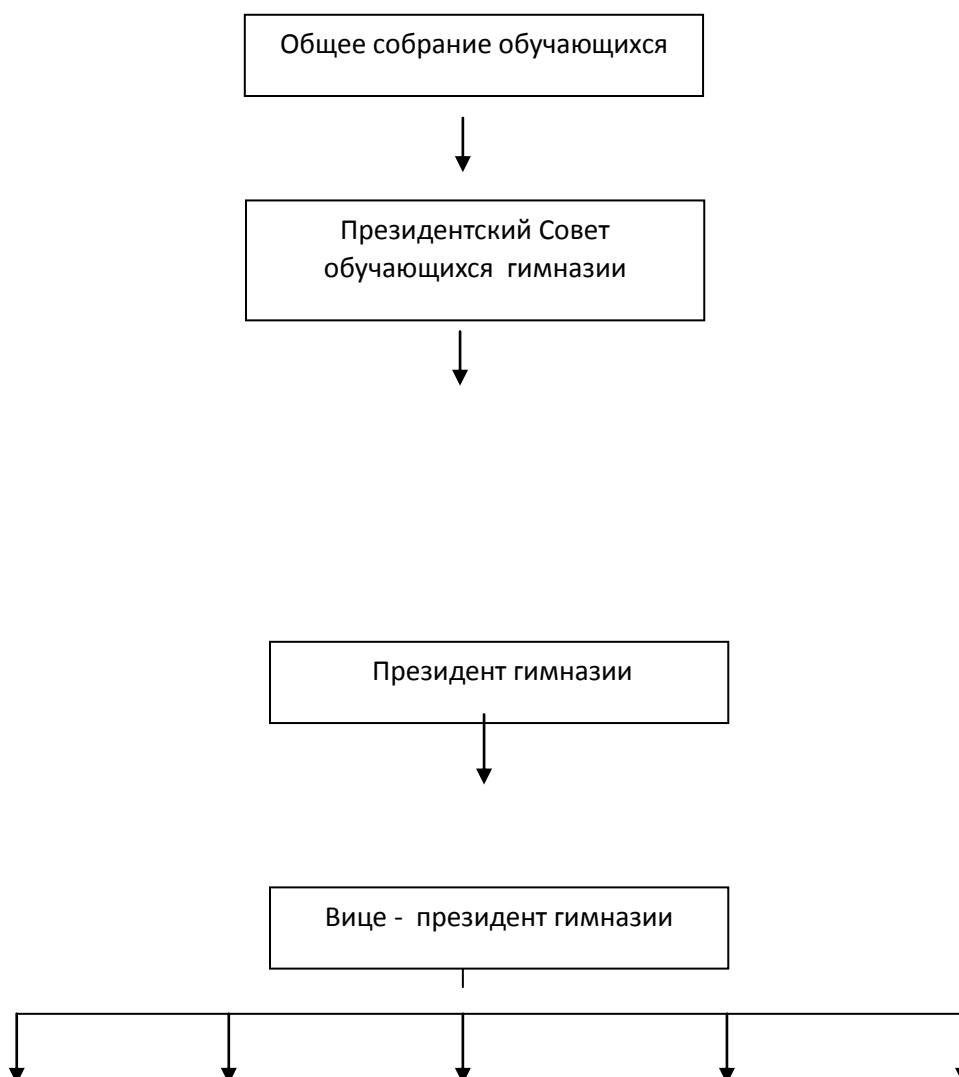 Общее собрание обучающихся
Президентский Совет
обучающихся  гимназии
Президент гимназии
Вице -  президент гимназии